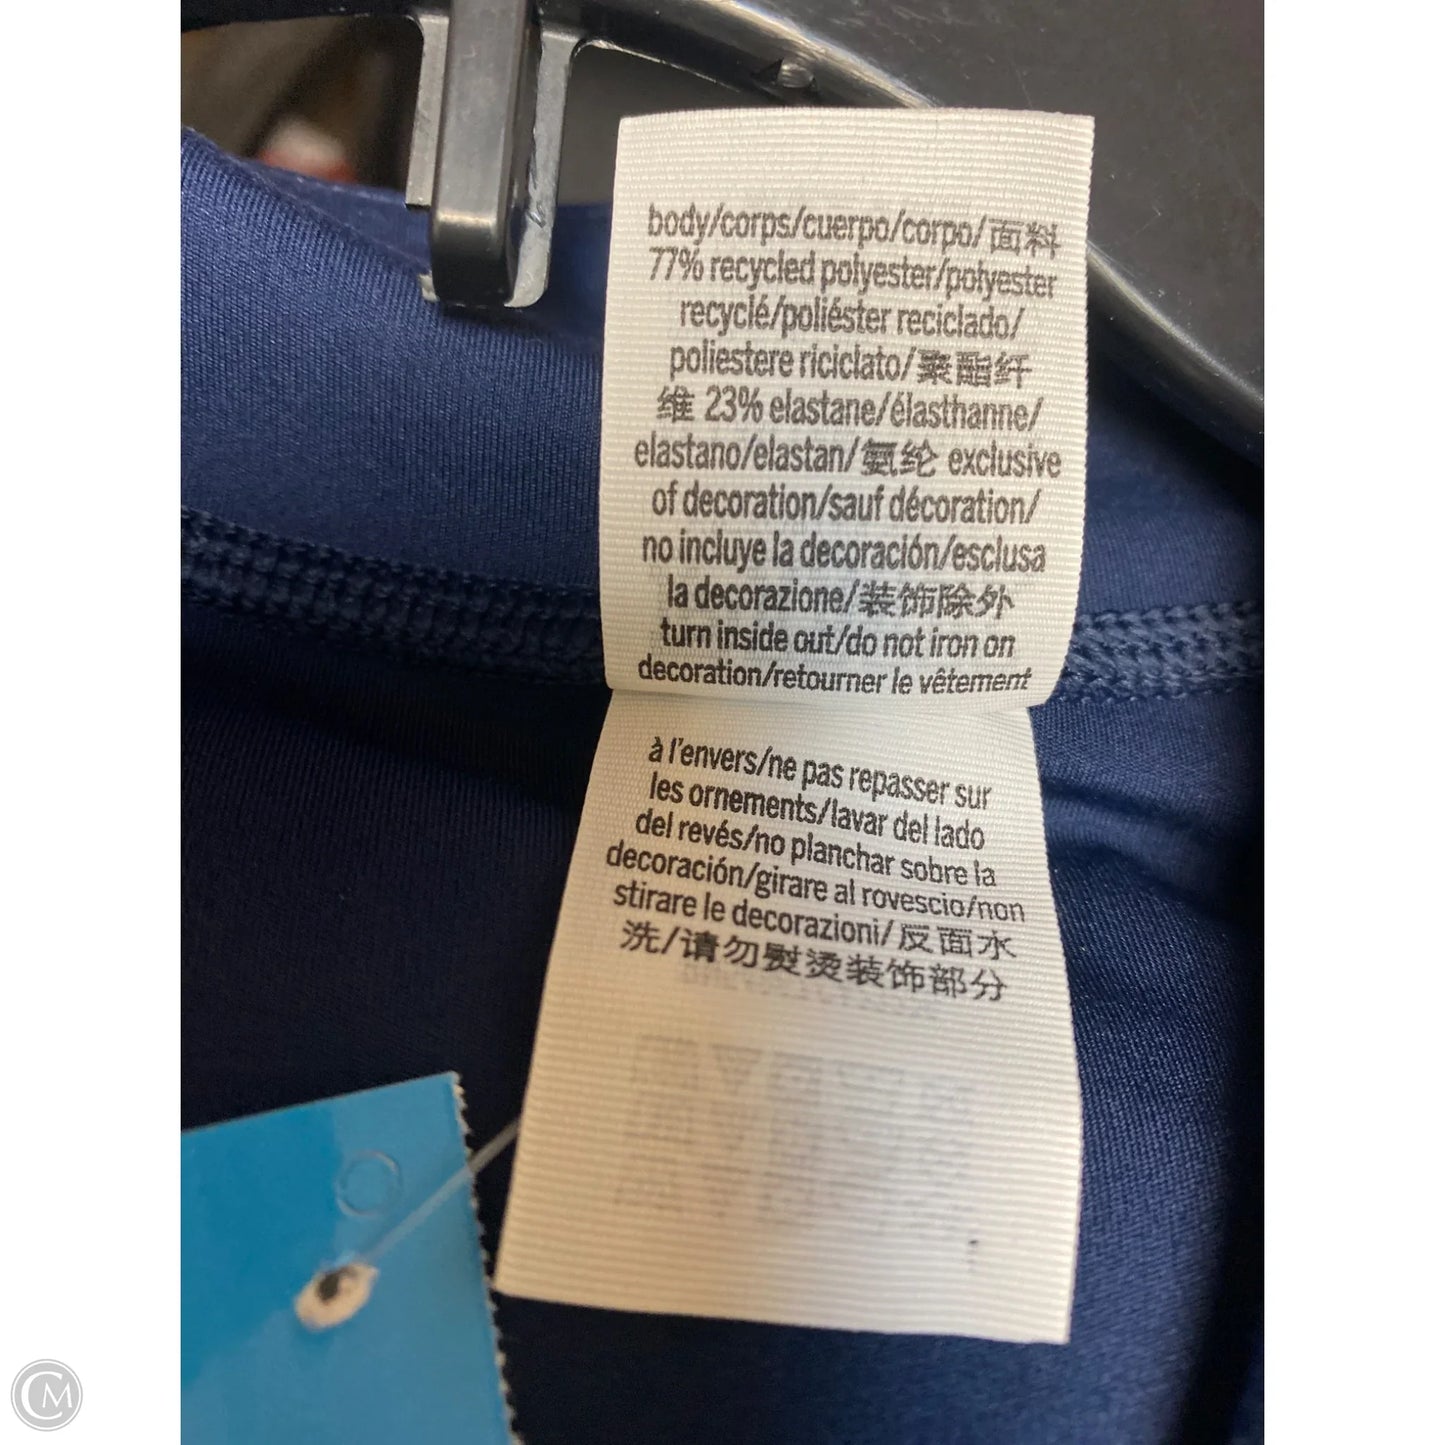 body/corps/cuerpo/corpo/面料
77% recycled polyester/polyester
recyclé/poliéster reciclado/
poliestere riciclato/聚酯纤
维 23% elastane/élasthanne/
elastano/elastan/氨纶 exclusive
of decoration/sauf décoration/
no incluye la decoración/esclusa
la decorazione/装饰除外
turn inside out/do not iron on
decoration/retourner le vêtement
à l'envers/ne pas repasser sur
les ornements/lavar del lado
del revés/no planchar sobre la
decoración/girare al rovescio/non
stirare le decorazioni/反面水
洗/请勿熨烫装饰部分
CM